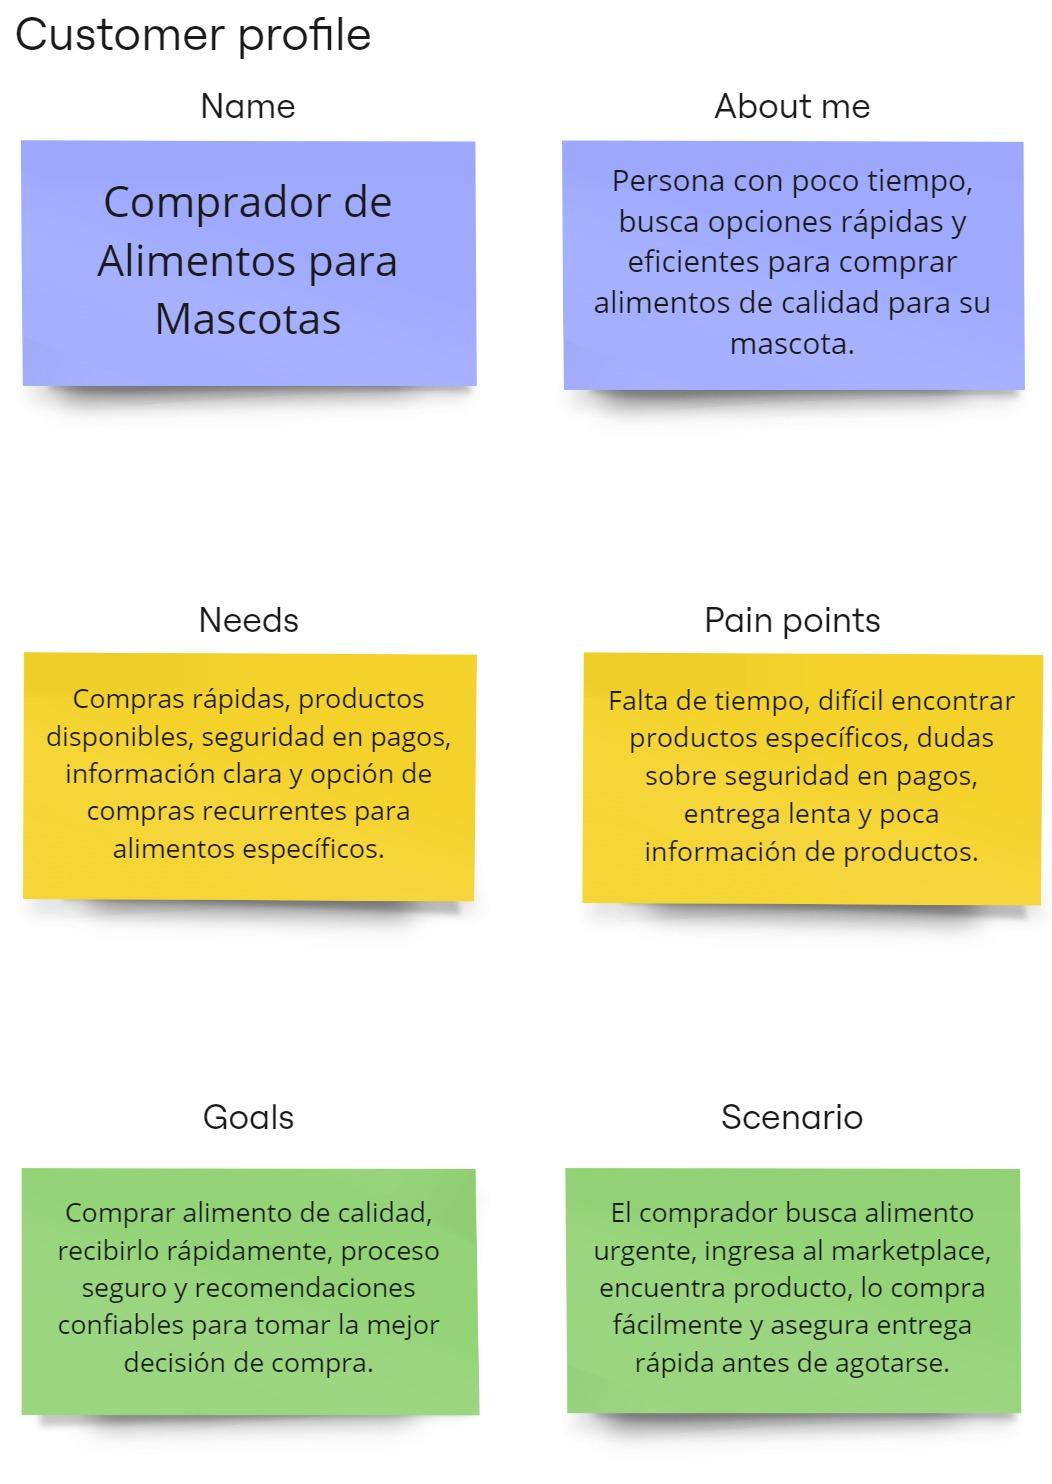 Customer profile
Name
Comprador de
Alimentos para
Mascotas
About me
Persona con poco tiempo,
busca opciones rápidas y
eficientes para comprar
alimentos de calidad para su
mascota.
Needs
Compras rápidas, productos
disponibles, seguridad en pagos,
información clara y opción de
compras recurrentes para
alimentos específicos.
Pain points
Falta de tiempo, difícil encontrar
productos específicos, dudas
sobre seguridad en pagos,
entrega lenta y poca
información de productos.
Goals
Comprar alimento de calidad,
recibirlo rápidamente, proceso
seguro y recomendaciones
confiables para tomar la mejor
decisión de compra.
Scenario
El comprador busca alimento
urgente, ingresa al marketplace,
encuentra producto, lo compra
fácilmente y asegura entrega
rápida antes de agotarse.